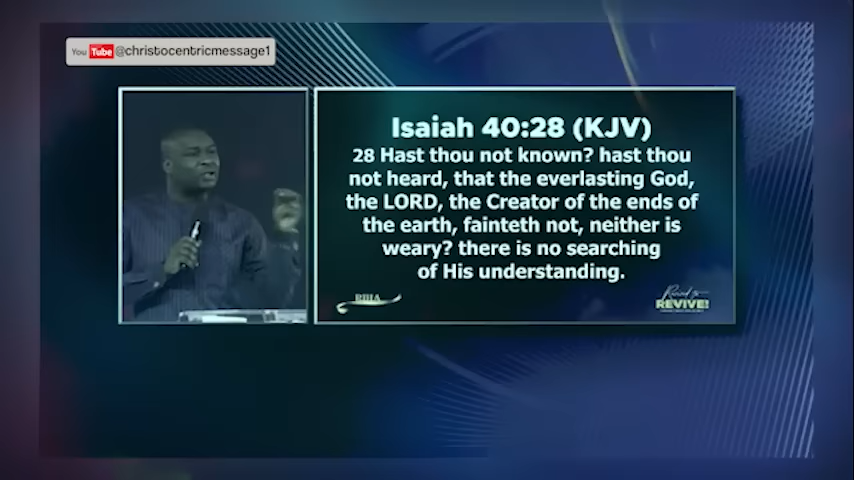 You Tube @christocentricmessage1
Isaiah 40:28 (KJV)
28 Hast thou not known? hast thou
not heard, that the everlasting God,
the LORD, the Creator of the ends of
the earth, fainteth not, neither is
weary? there is no searching
of His understanding.
REVIVE!